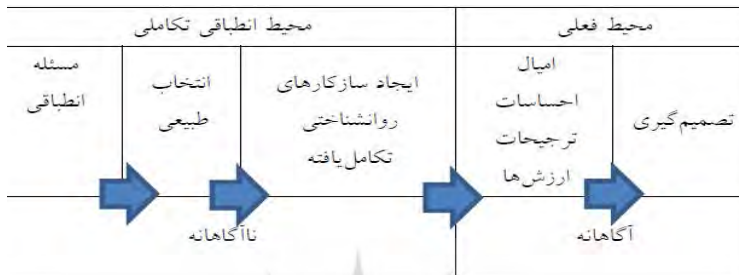 محیط انطباقی تکاملی
محیط فعلی
مسئله
انطباقی
انتخاب
طبیعی
ایجاد سازکارهای
روانشناختی
تکامل‌یافته
امیال
احساسات
ترجیحات
ارزش‌ها
تصمیم‌گیری
ناآگاهانه
آگاهانه